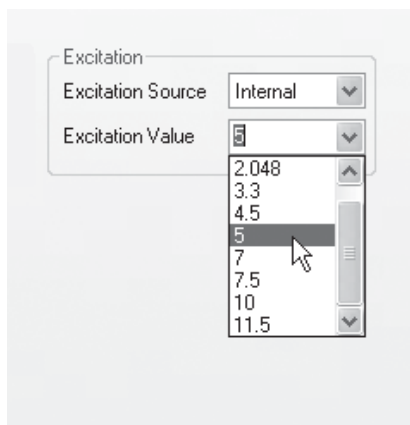 Excitation
Excitation Source Internal
Excitation Value 5
2.048
3.3
4.5
5
7
7.5
10
11.5